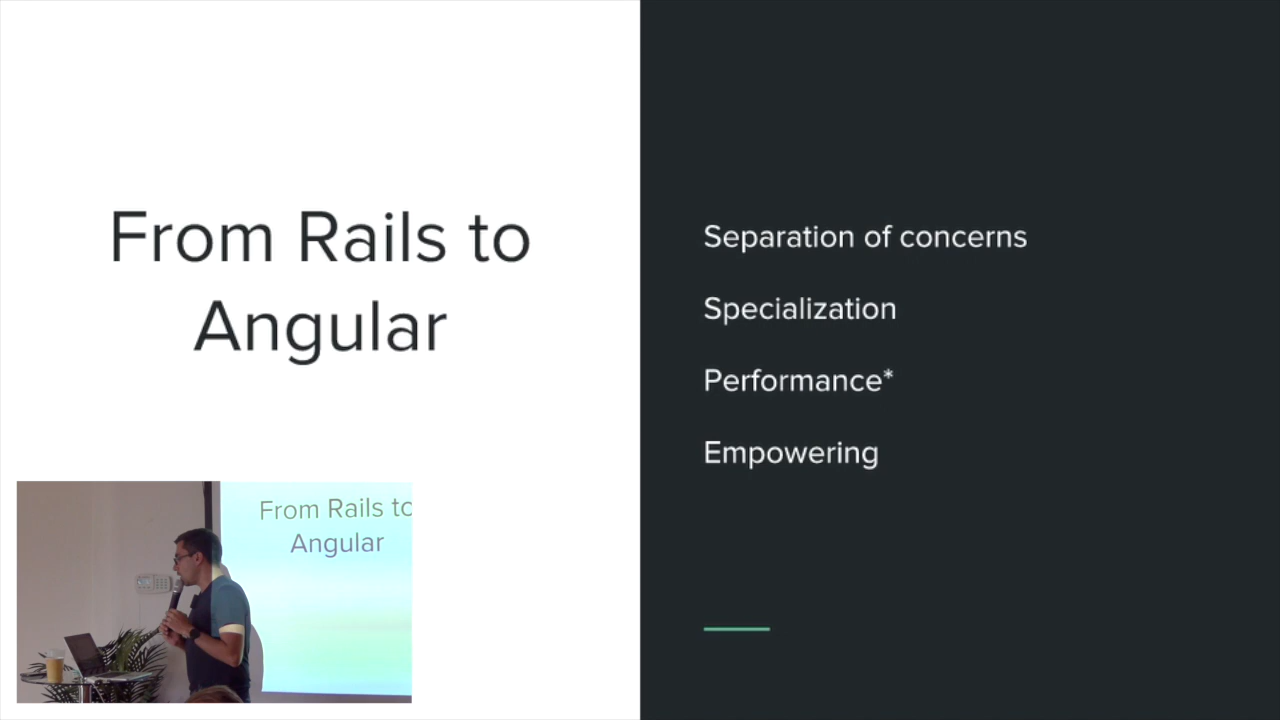 From Rails to
Angular
Separation of concerns
Specialization
Performance*
Empowering
From Rails to
Angular